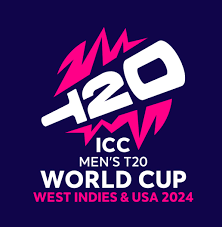 T20
ICC
MEN'S T20
WORLD CUP
WEST INDIES & USA 2024